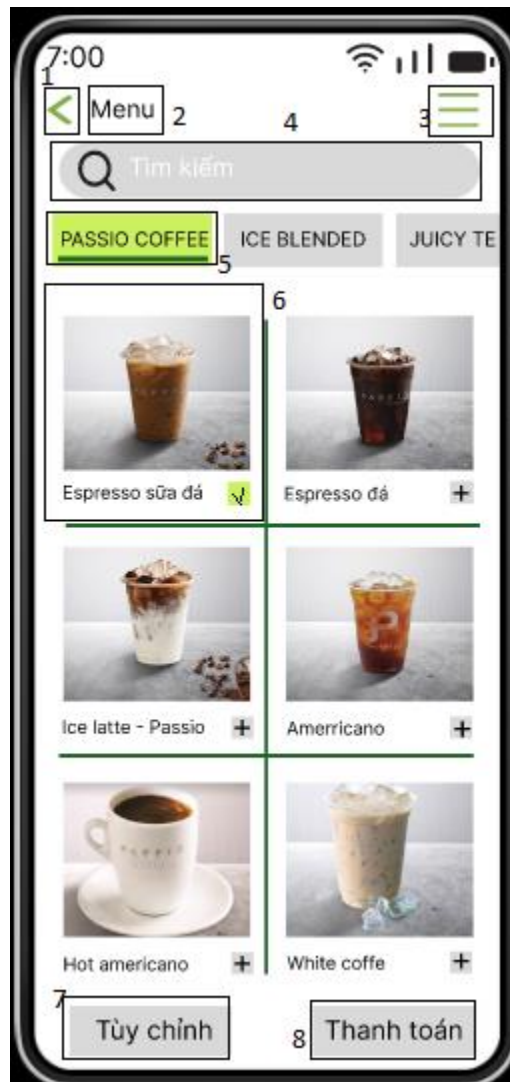 7:00
1
Menu 2 3
4
Tìm kiếm
PASSIO COFFEE ICE BLENDED JUICY TE
5
6
Espresso sữa đá Espresso đá +
Ice latte - Passio + Amerricano +
Hot americano + White coffe +
7
Tùy chỉnh 8 Thanh toán